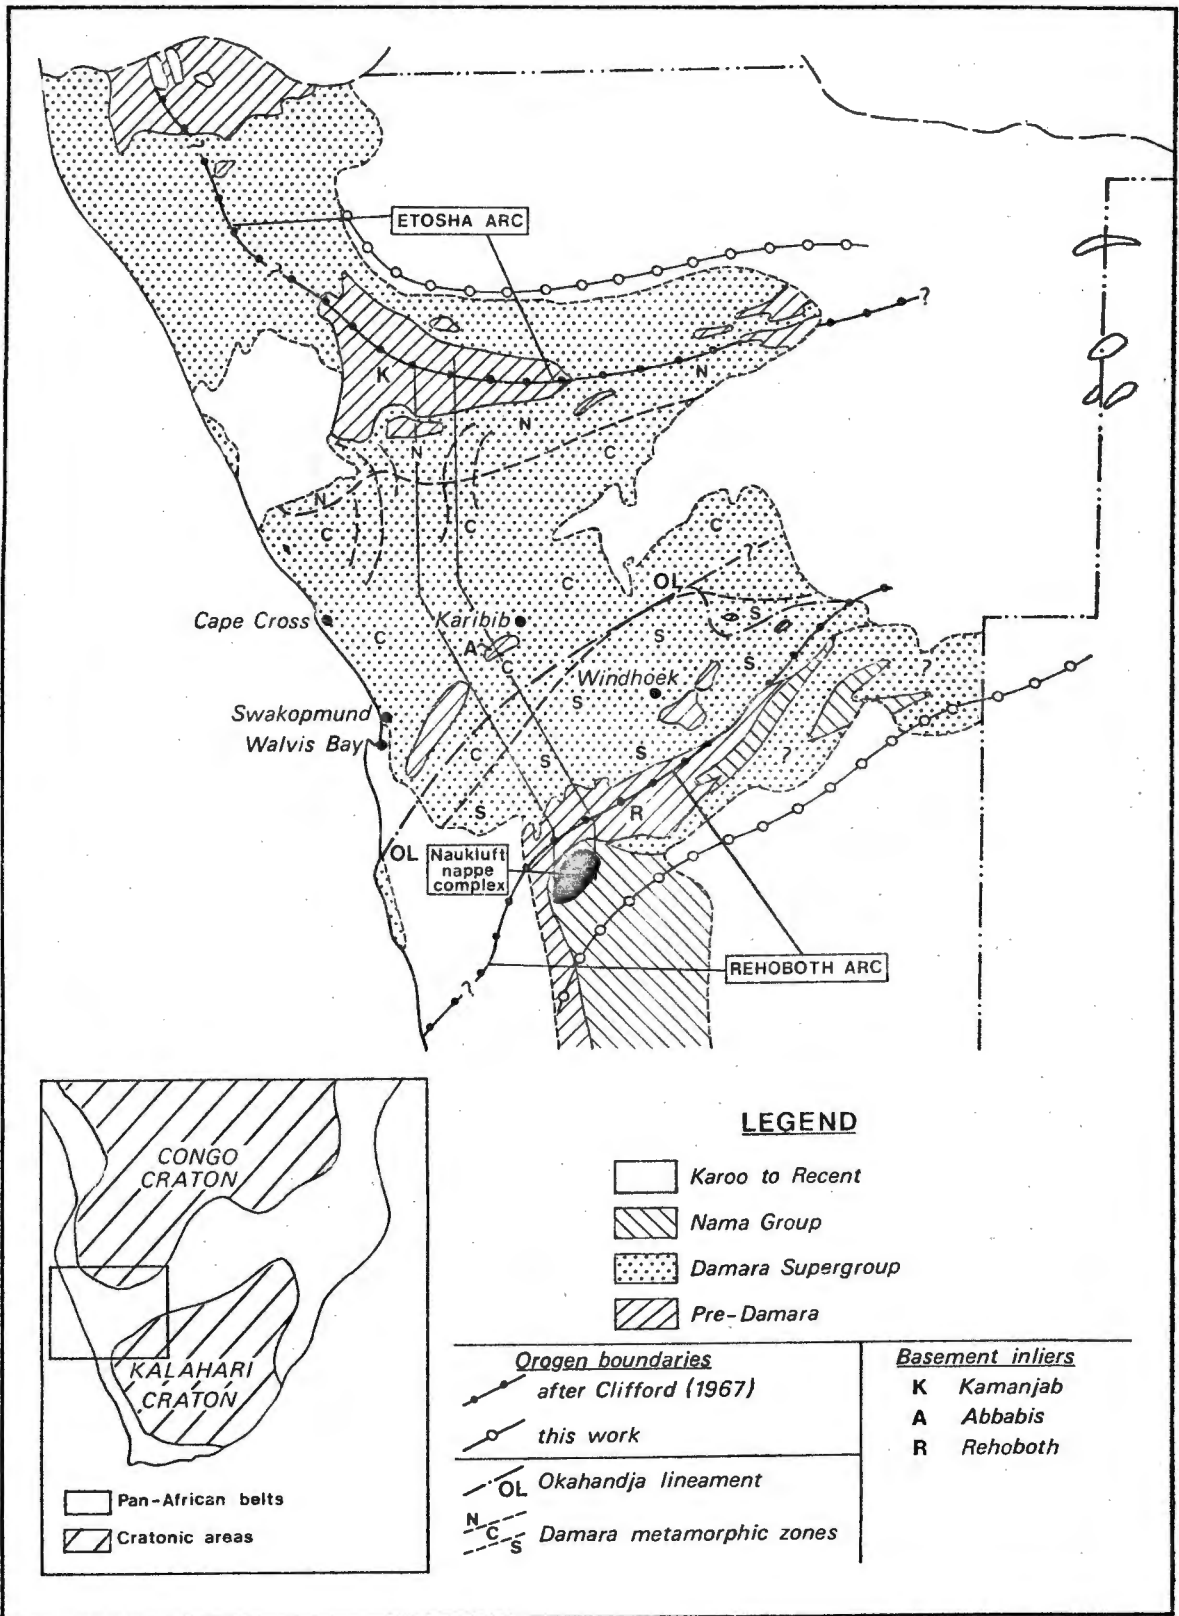 ETOSHA ARC
?
?
?
K
N
N
N
C
N
C
C
C
C
?
OL
Cape Cross
Karibib
C
A
C
S
S
S
Windhoek
S
?
Swakopmund
Walvis Bay
C
S
S
?
S
R
OL
Naukluft
nappe
complex
REHOBOTH ARC
?
CONGO
CRATON
KALAHARI
CRATON
Pan-African belts
Cratonic areas
LEGEND
Karoo to Recent
Nama Group
Damara Supergroup
Pre-Damara
Orogen boundaries
after Clifford (1967)
this work
OL Okahandja lineament
N
C
S
Damara metamorphic zones
Basement inliers
K Kamanjab
A Abbabis
R Rehoboth